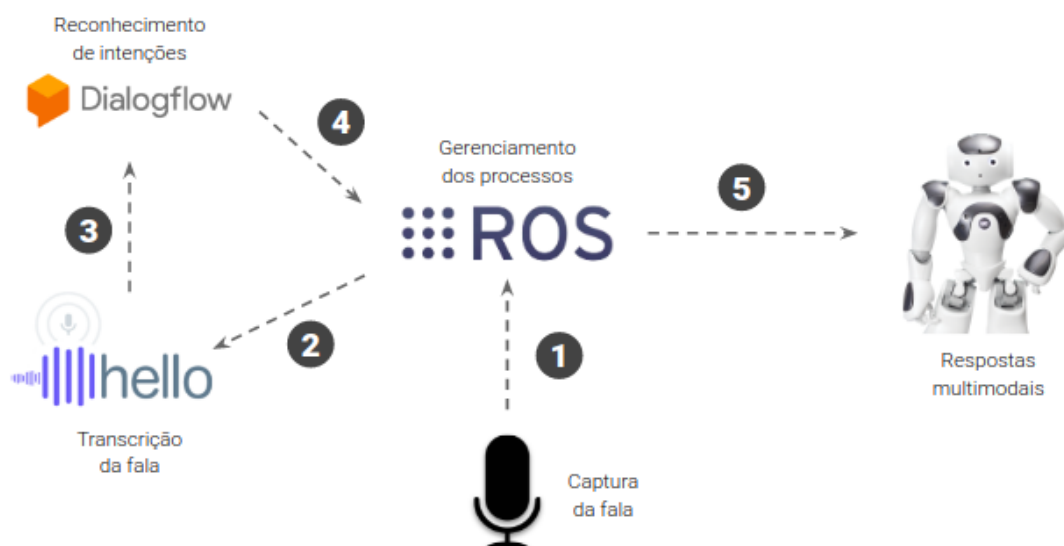 Reconhecimento
de intenções
Dialogflow
4
Gerenciamento
dos processos
ROS
5
3
2
hello
1
Transcrição
da fala
Captura
da fala
Respostas
multimodais